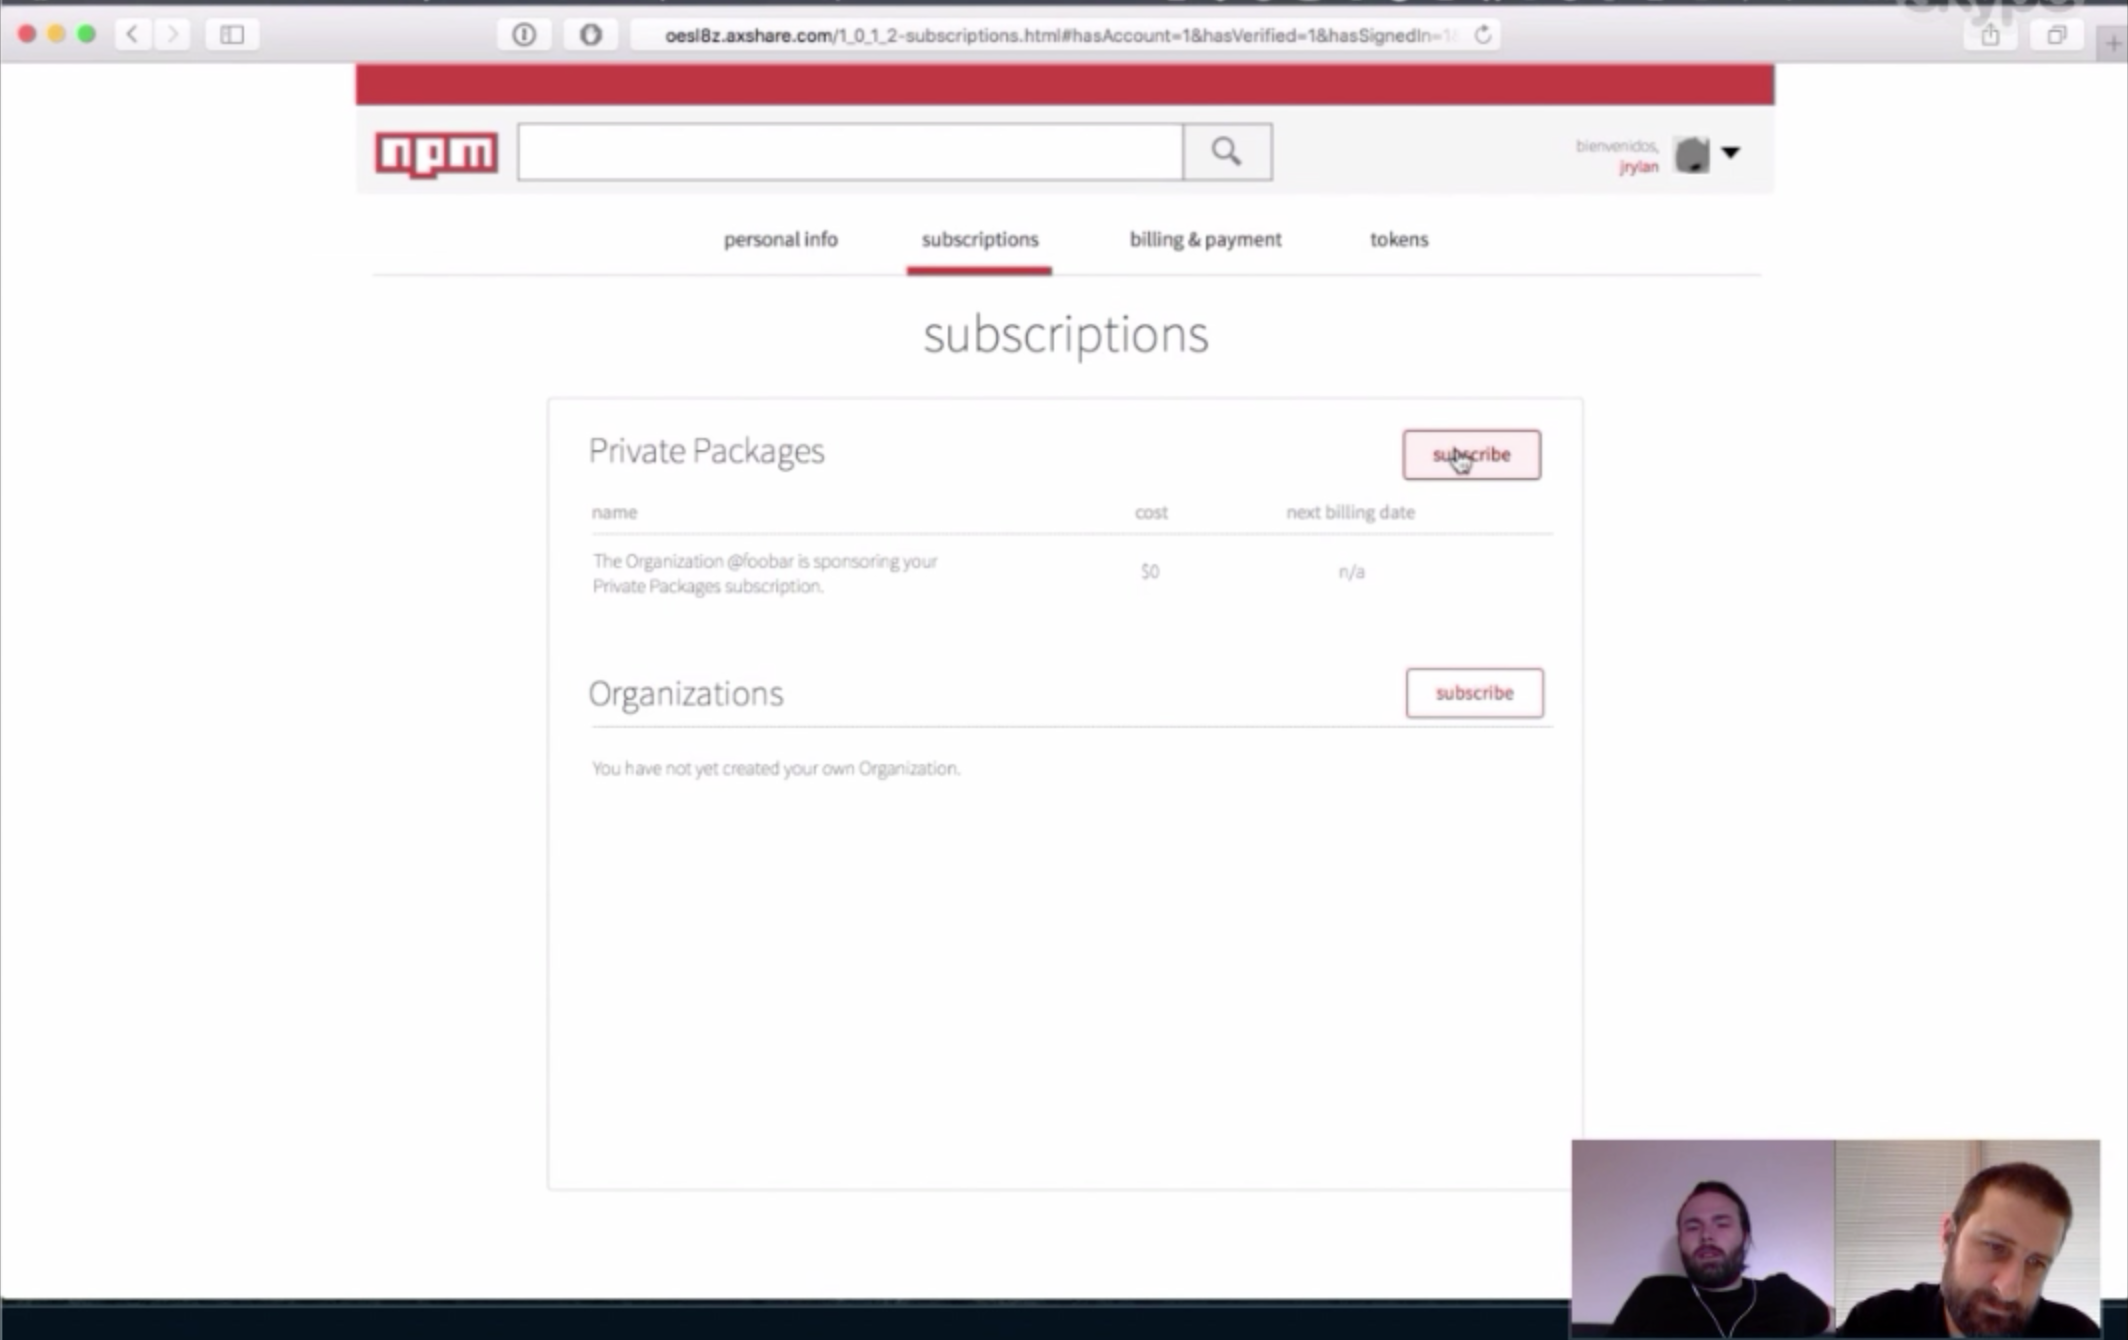 skype
oesl8z.axshare.com/1_0_1_2-subscriptions.html#hasAccount=1&hasVerified=1&hasSignedIn=1
npm
bienvenidos,
jrylan
personal info
subscriptions
billing & payment
tokens
subscriptions
Private Packages
subscribe
name
cost
next billing date
The Organization @foobar is sponsoring your
Private Packages subscription.
$0
n/a
Organizations
subscribe
You have not yet created your own Organization.